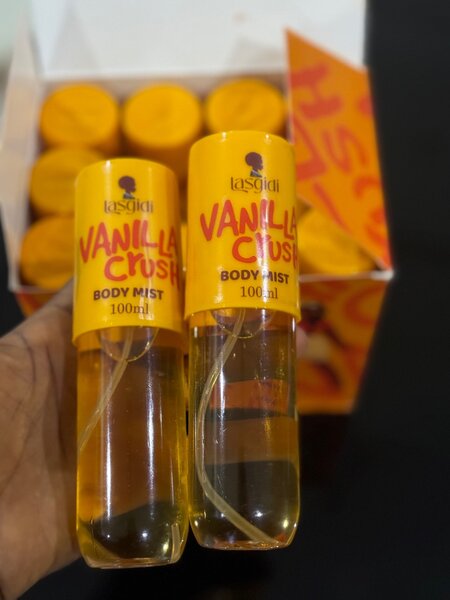 Lasgidi
VANILLA
Crush
BODY MIST
100ml
Lasgidi
VANILLA
Crush
BODY MIST
100ml